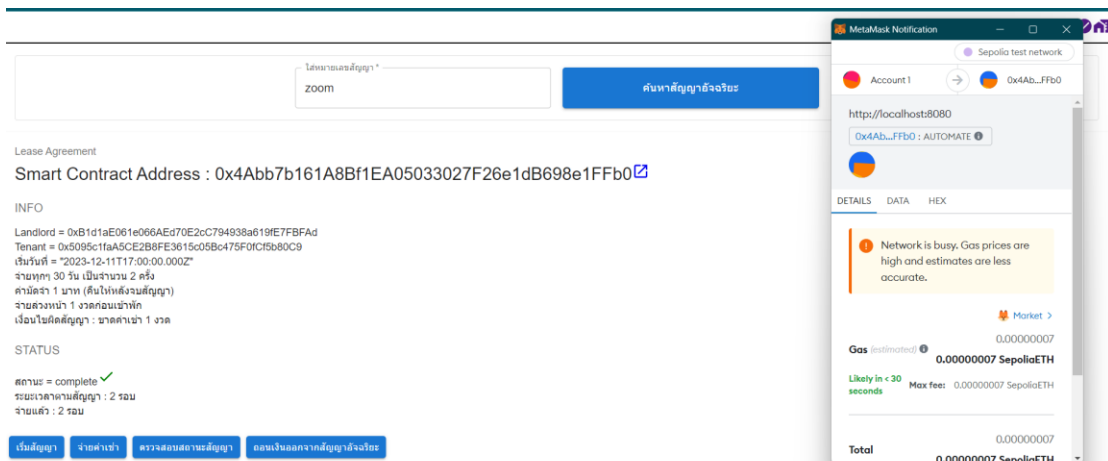 ใส่หมายเลขสัญญา *
zoom
ค้นหาสัญญาอัจฉริยะ
Lease Agreement
Smart Contract Address : 0x4Abb7b161A8Bf1EA05033027F26e1dB698e1FFb0
INFO
Landlord = 0xB1d1aE061e066AEd70E2cC794938a619fE7FBFAd
Tenant = 0x5095c1faA5CE2B8FE3615c05Bc475F0fCf5b80C9
เริ่มวันที่ = "2023-12-11T17:00:00.000Z"
จ่ายทุกๆ 30 วัน เป็นจำนวน 2 ครั้ง
ค่ามัดจำ 1 บาท (คืนให้หลังจบสัญญา)
จ่ายล่วงหน้า 1 งวดก่อนเข้าพัก
เงื่อนไขผิดสัญญา : ขาดค่าเช่า 1 งวด
STATUS
สถานะ = complete
ระยะเวลาตามสัญญา : 2 รอบ
จ่ายแล้ว : 2 รอบ
เริ่มสัญญา
จ่ายค่าเช่า
ตรวจสอบสถานะสัญญา
ถอนเงินออกจากสัญญาอัจฉริยะ
MetaMask Notification
Sepolia test network
Account 1
0x4Ab...FFb0
http://localhost:8080
0x4Ab...FFb0 : AUTOMATE
DETAILS DATA HEX
Network is busy. Gas prices are
high and estimates are less
accurate.
Market >
0.00000007
Gas (estimated)
0.00000007 SepoliaETH
Likely in < 30
seconds
Max fee: 0.00000007 SepoliaETH
0.00000007
Total
0.00000007 SepoliaETH